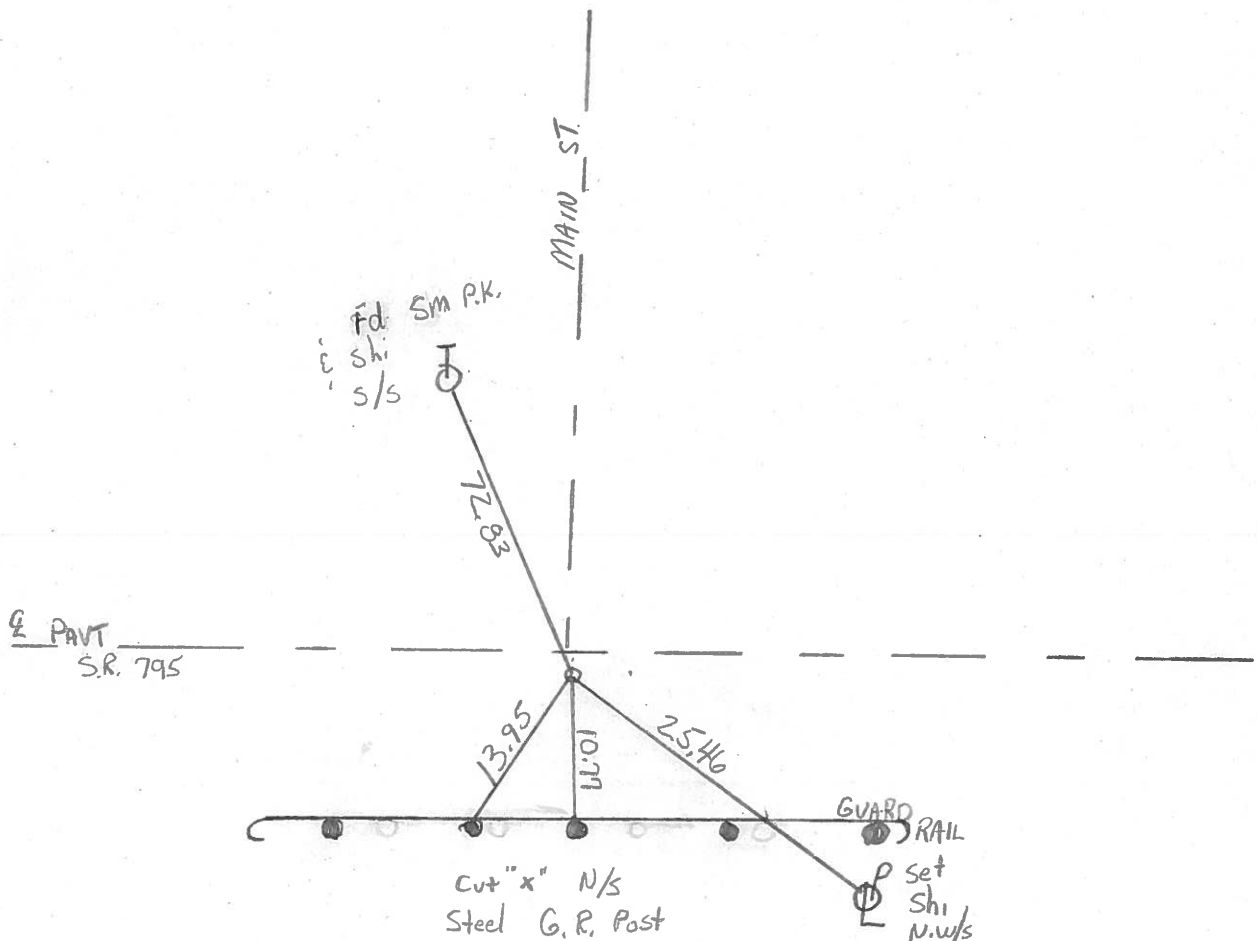 MAIN ST.
Fd Sm P.K.
& Shi
S/S
72.83
℄ PAVT
S.R. 795
13.95
10.77
25.46
GUARD
RAIL
Cut "x" N/S
Steel G.R. Post
Set
Shi
N.W/S